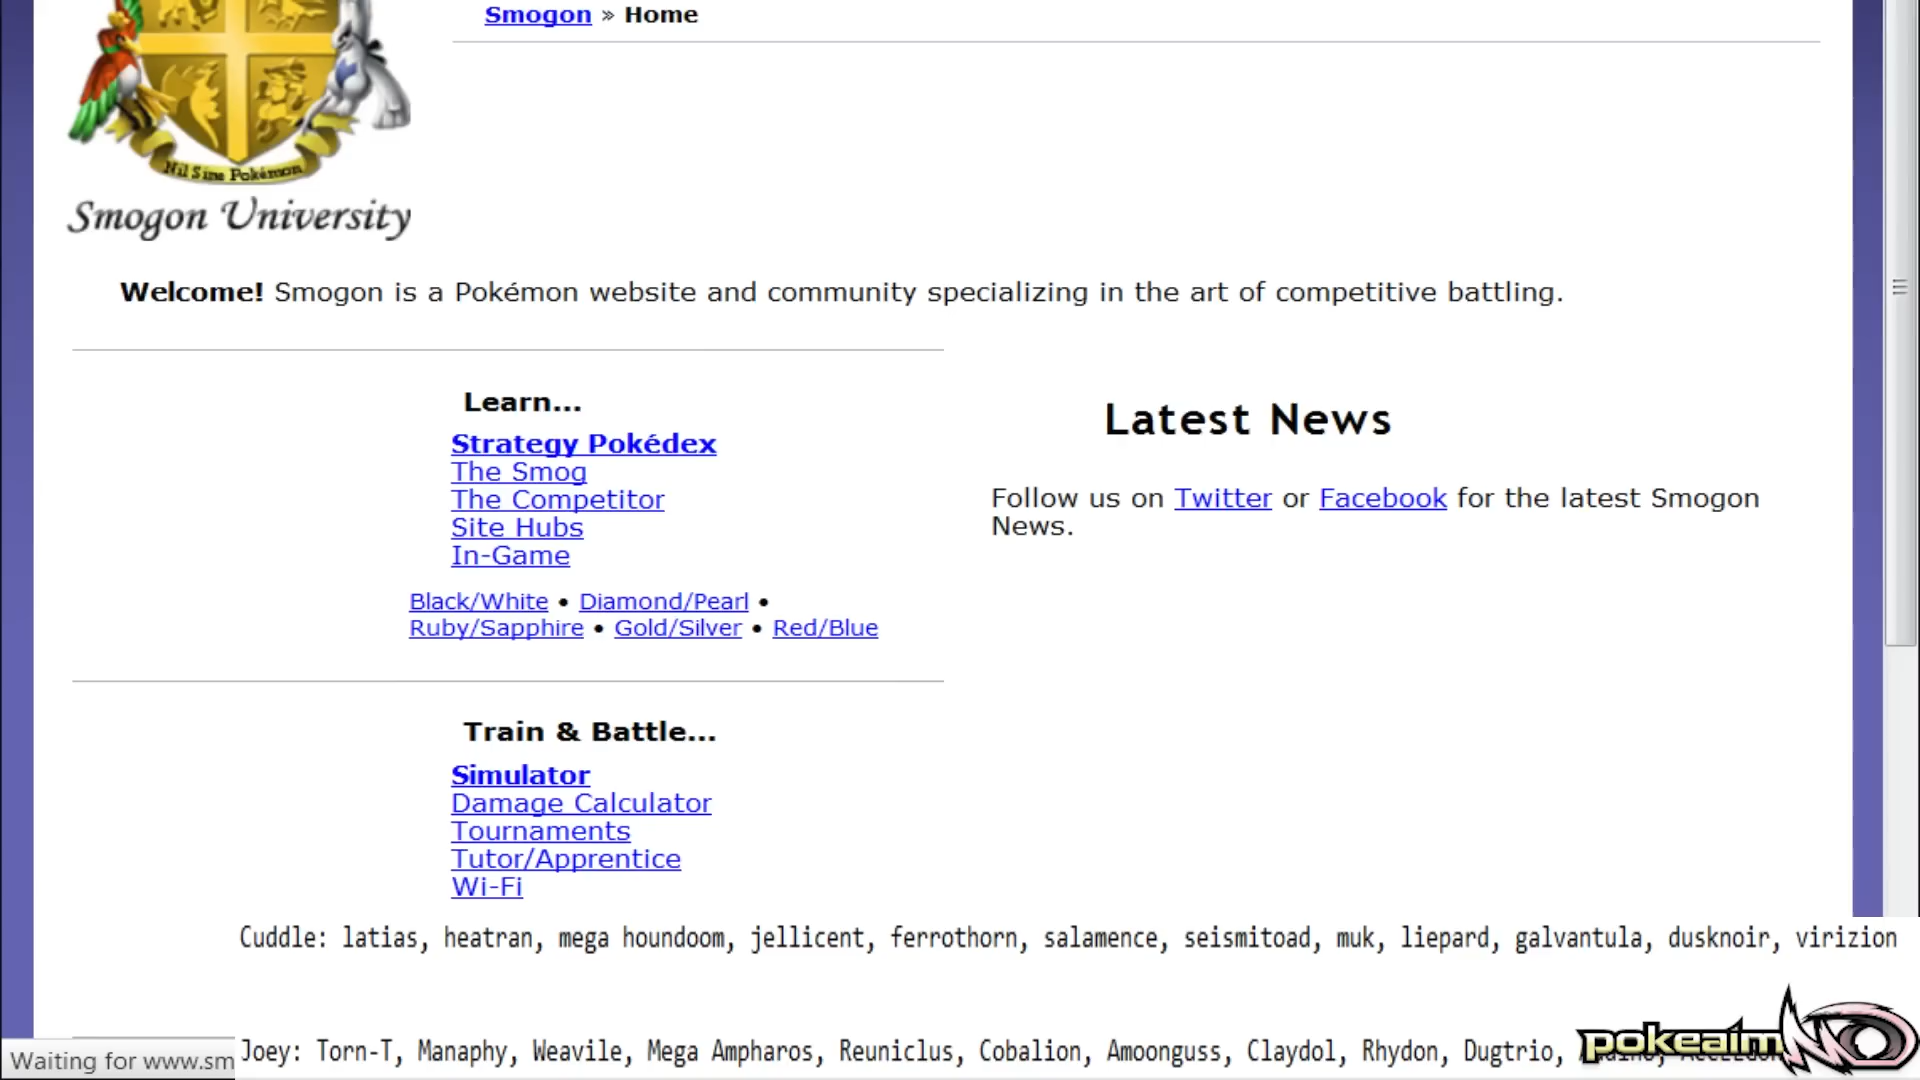 Smogon » Home
Nil Sine Pokémon
Smogon University
Welcome! Smogon is a Pokémon website and community specializing in the art of competitive battling.
Learn...
Strategy Pokédex
The Smog
The Competitor
Site Hubs
In-Game
Black/White • Diamond/Pearl •
Ruby/Sapphire • Gold/Silver • Red/Blue
Latest News
Follow us on Twitter or Facebook for the latest Smogon
News.
Train & Battle...
Simulator
Damage Calculator
Tournaments
Tutor/Apprentice
Wi-Fi
Cuddle: latias, heatran, mega houndoom, jellicent, ferrothorn, salamence, seismitoad, muk, liepard, galvantula, dusknoir, virizion
Waiting for www.sm
Joey: Torn-T, Manaphy, Weavile, Mega Ampharos, Reuniclus, Cobalion, Amoonguss, Claydol, Rhydon, Dugtrio,
pokeaim